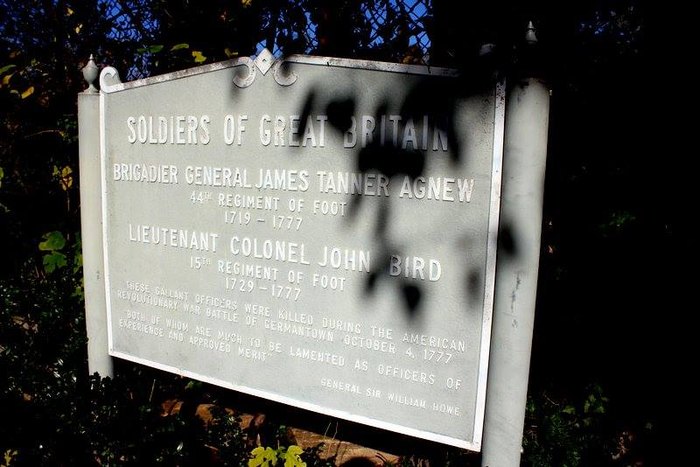 SOLDIERS OF GREAT BRITAIN
BRIGADIER GENERAL JAMES TANNER AGNEW
44TH REGIMENT OF FOOT
1719 – 1777
LIEUTENANT COLONEL JOHN BIRD
15TH REGIMENT OF FOOT
1729 – 1777
THESE GALLANT OFFICERS WERE KILLED DURING THE AMERICAN
REVOLUTIONARY WAR BATTLE OF GERMANTOWN OCTOBER 4, 1777
"BOTH OF WHOM ARE MUCH TO BE LAMENTED AS OFFICERS OF
EXPERIENCE AND APPROVED MERIT"
GENERAL SIR WILLIAM HOWE